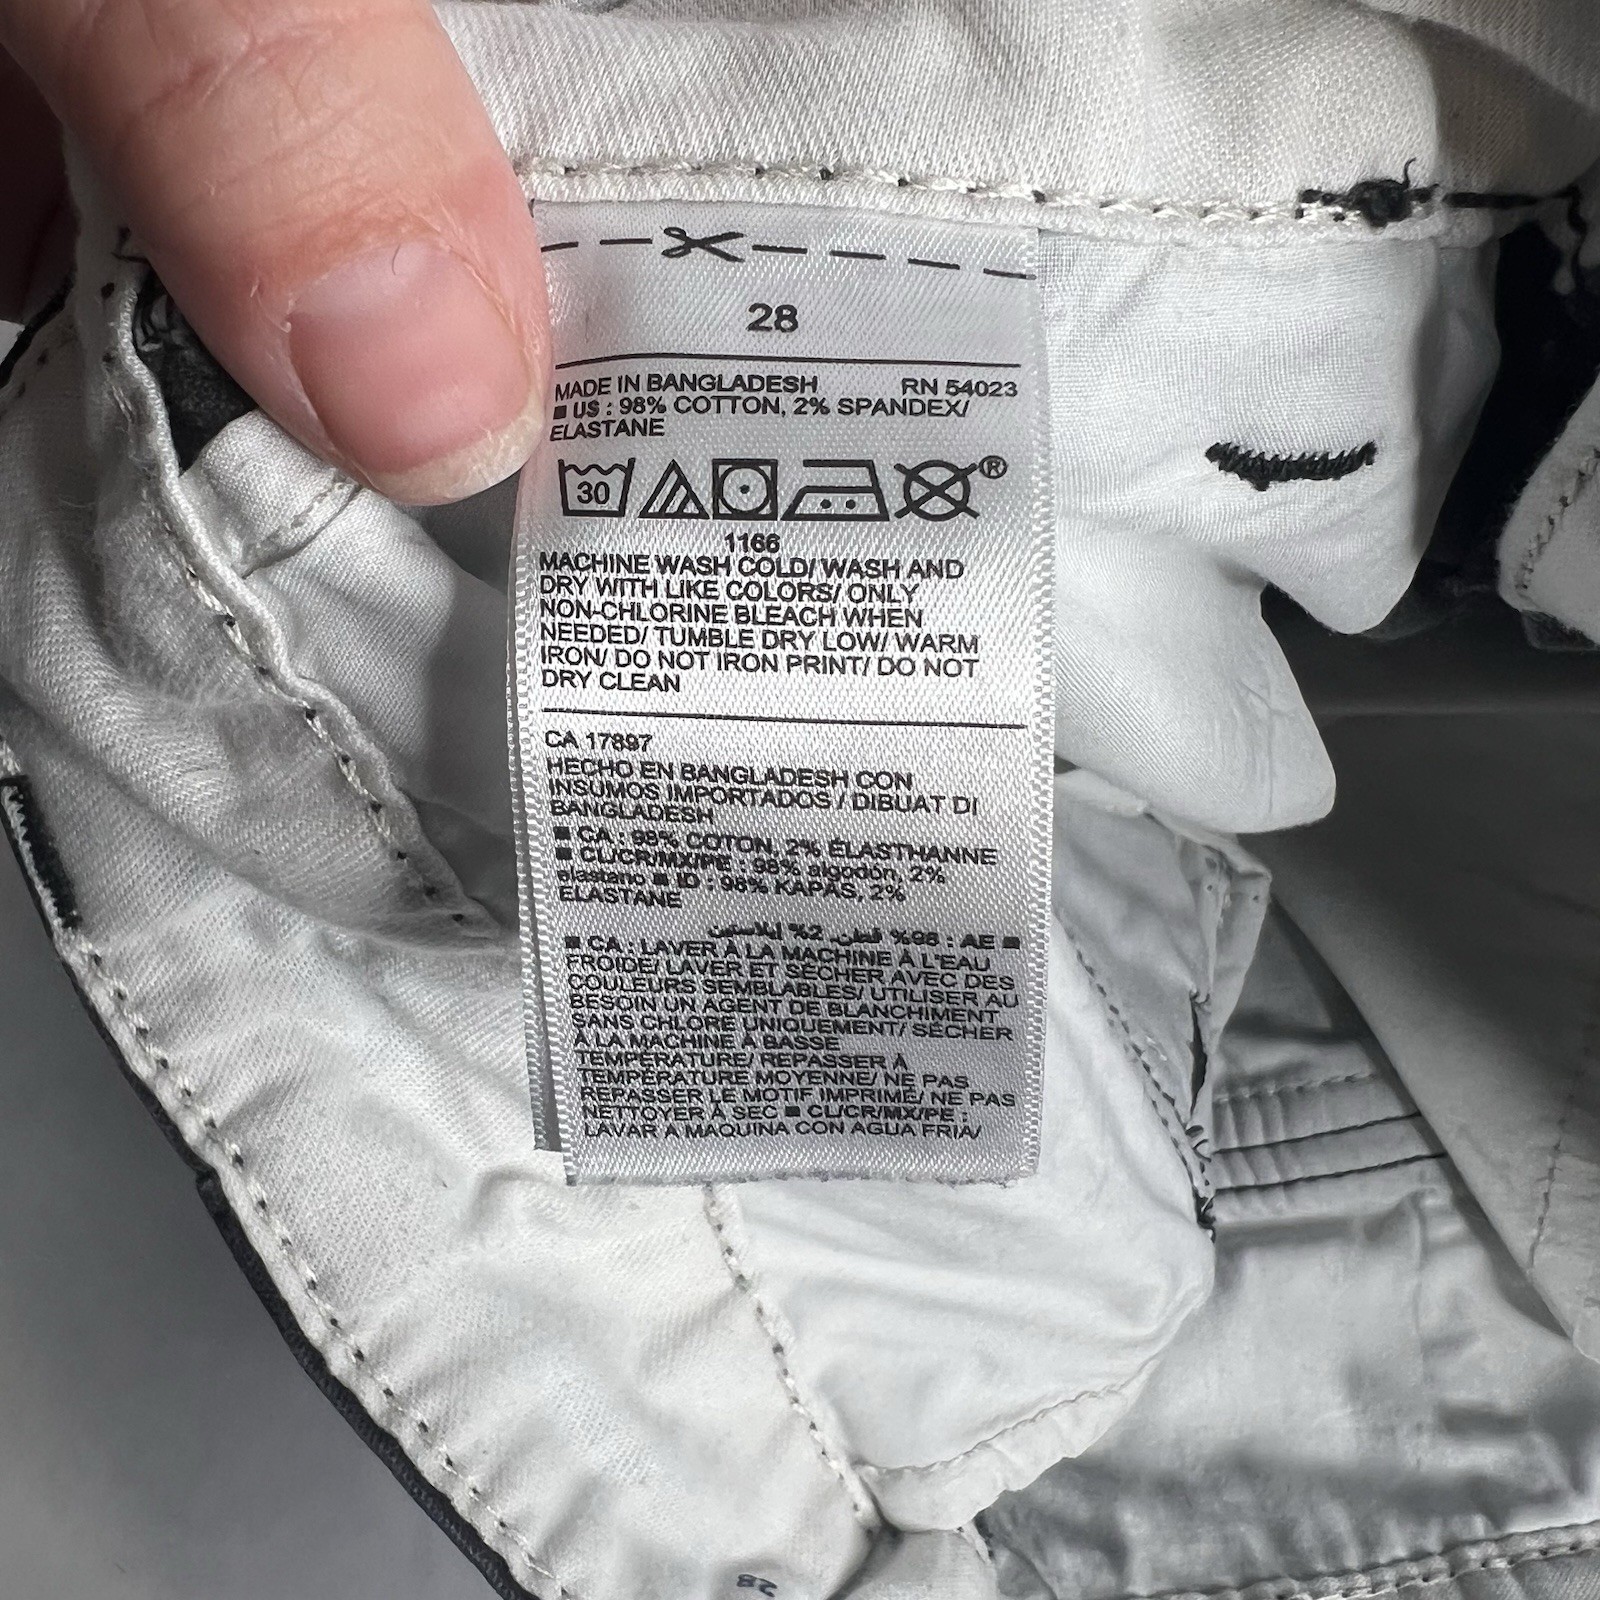 28
MADE IN BANGLADESH RN 54023
■ US : 98% COTTON, 2% SPANDEX/
ELASTANE
30 ®
1166
MACHINE WASH COLD/ WASH AND
DRY WITH LIKE COLORS/ ONLY
NON-CHLORINE BLEACH WHEN
NEEDED/ TUMBLE DRY LOW/ WARM
IRON/ DO NOT IRON PRINT/ DO NOT
DRY CLEAN
CA 17897
HECHO EN BANGLADESH CON
INSUMOS IMPORTADOS / DIBUAT DI
BANGLADESH
■ CA : 98% COTON, 2% ÉLASTHANNE
■ CL/CR/MX/PE : 98% algodón, 2%
elastano ■ ID : 98% KAPAS, 2%
ELASTANE
■ AE : 98% قطن, 2% إيلاستين
■ CA : LAVER À LA MACHINE À L'EAU
FROIDE/ LAVER ET SÉCHER AVEC DES
COULEURS SEMBLABLES/ UTILISER AU
BESOIN UN AGENT DE BLANCHIMENT
SANS CHLORE UNIQUEMENT/ SÉCHER
À LA MACHINE À BASSE
TEMPÉRATURE/ REPASSER À
TEMPÉRATURE MOYENNE/ NE PAS
REPASSER LE MOTIF IMPRIMÉ/ NE PAS
NETTOYER À SEC ■ CL/CR/MX/PE :
LAVAR A MAQUINA CON AGUA FRIA/
28